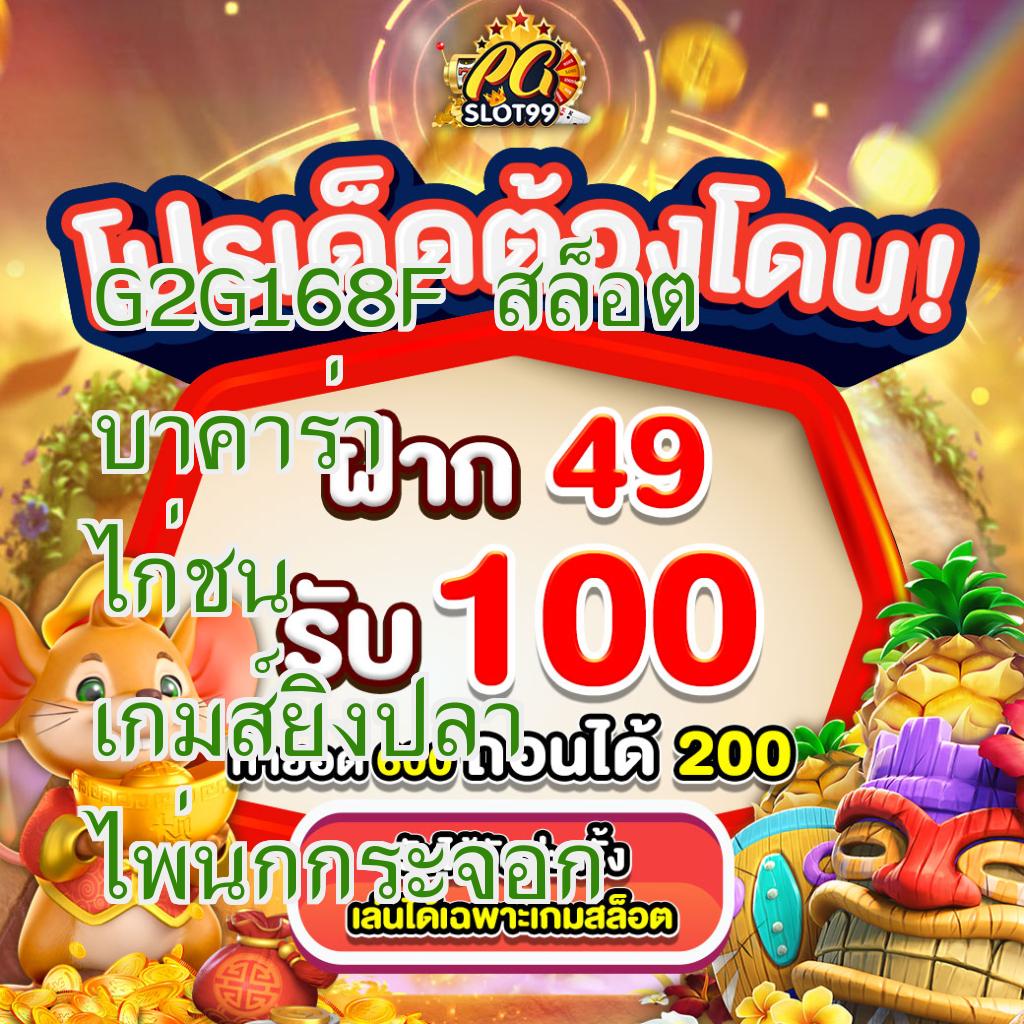 PG
SLOT99
โปรเด็ดต้องโดน!
G2G168F สล็อต
บาคาร่า
ฝาก 49
ไก่ชน
รับ 100
เกมส์ยิงปลา
ถอนได้ 200
ไพ่นกกระจอก
เล่นได้เฉพาะเกมสล็อต